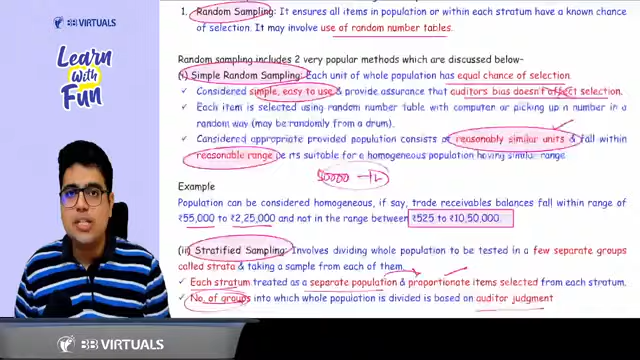 BB VIRTUALS
Learn
With
Fun
1. Random Sampling: It ensures all items in population or within each stratum have a known chance
of selection. It may involve use of random number tables.
Random sampling includes 2 very popular methods which are discussed below-
(i) Simple Random Sampling: Each unit of whole population has equal chance of selection.
✓ Considered simple, easy to use & provide assurance that auditors bias doesn't affect selection.
✓ Each item is selected using random number table with computer or picking up a number in a
random way (may be randomly from a drum).
✓ Considered appropriate provided population consists of reasonably similar units & fall within
reasonable range i.e. its suitable for a homogeneous population having similar range
Example
Population can be considered homogeneous, if say, trade receivables balances fall within range of
₹55,000 to ₹2,25,000 and not in the range between ₹525 to ₹10,50,000.
(ii) Stratified Sampling: Involves dividing whole population to be tested in a few separate groups
called strata & taking a sample from each of them.
✓ Each stratum treated as a separate population & proportionate items selected from each stratum.
✓ No. of groups into which whole population is divided is based on auditor judgment
BB VIRTUALS
BB VIRTUALS